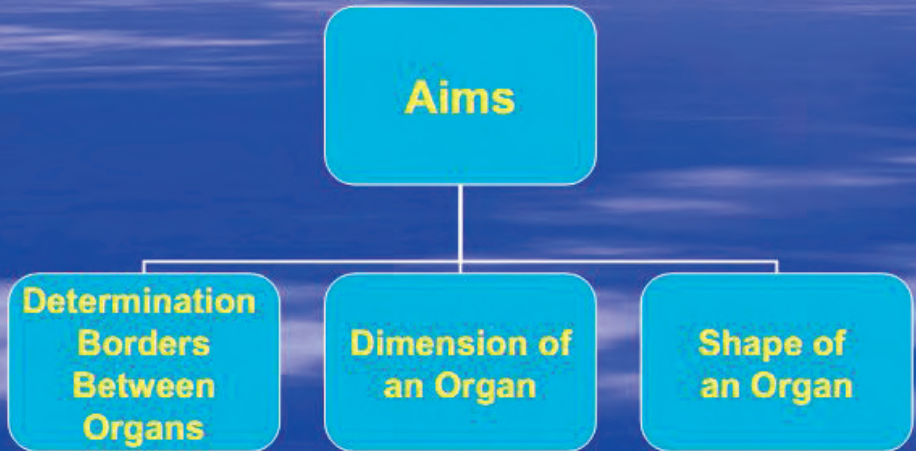 Aims
Determination
Borders
Between
Organs
Dimension of
an Organ
Shape of
an Organ